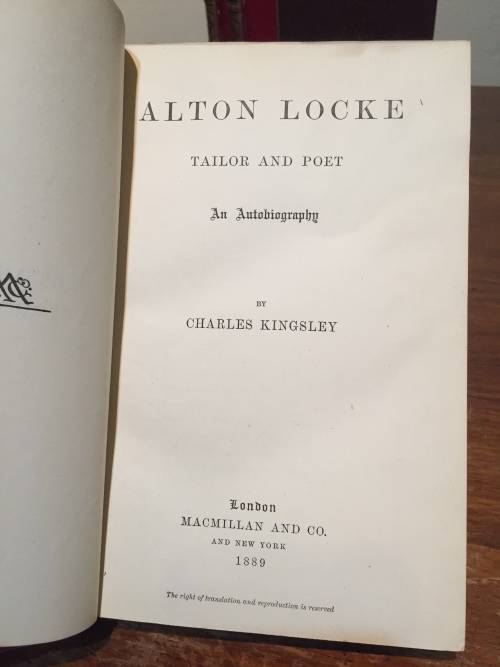 ALTON LOCKE
TAILOR AND POET
An Autobiography
BY
CHARLES KINGSLEY
London
MACMILLAN AND CO.
AND NEW YORK
1889
The right of translation and reproduction is reserved